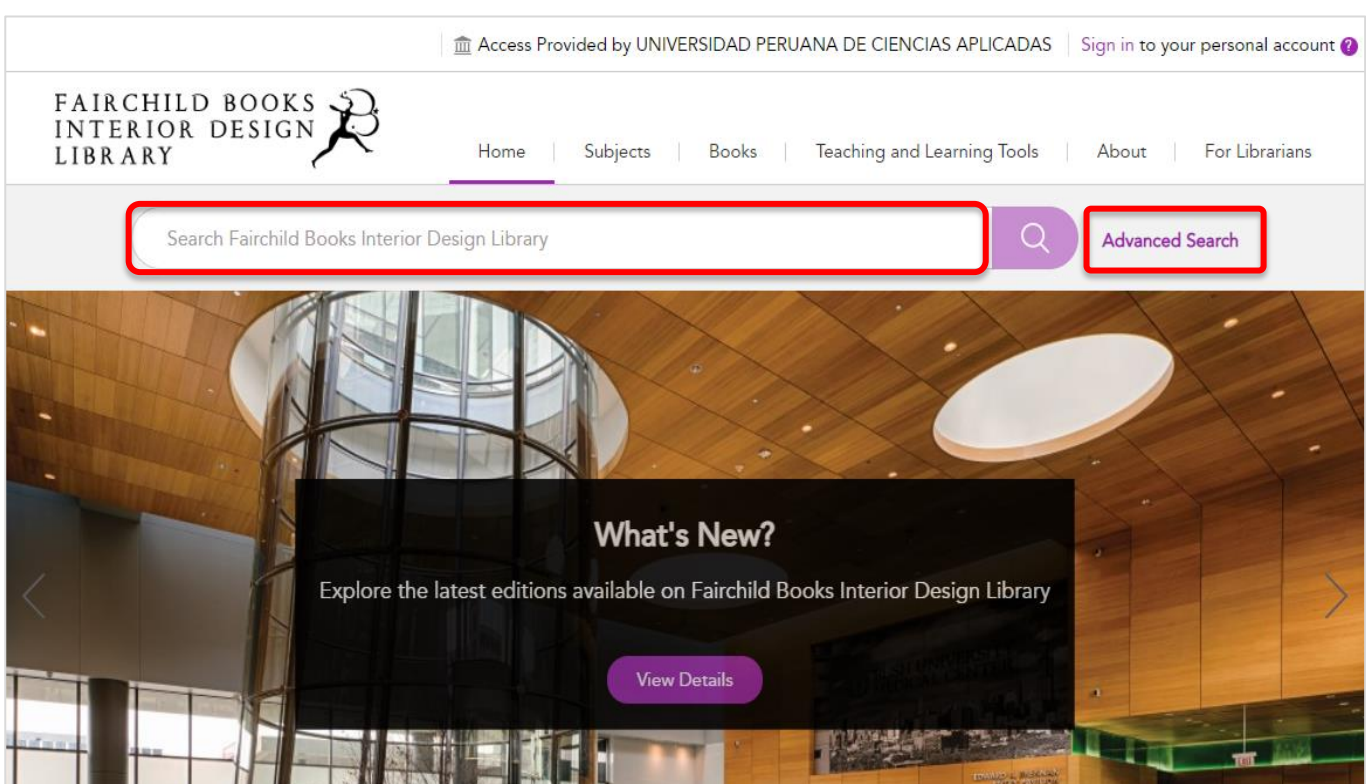 Access Provided by UNIVERSIDAD PERUANA DE CIENCIAS APLICADAS Sign in to your personal account ?
FAIRCHILD BOOKS
INTERIOR DESIGN
LIBRARY
Home Subjects Books Teaching and Learning Tools About For Librarians
Search Fairchild Books Interior Design Library
Advanced Search
What's New?
Explore the latest editions available on Fairchild Books Interior Design Library
View Details
EXIT